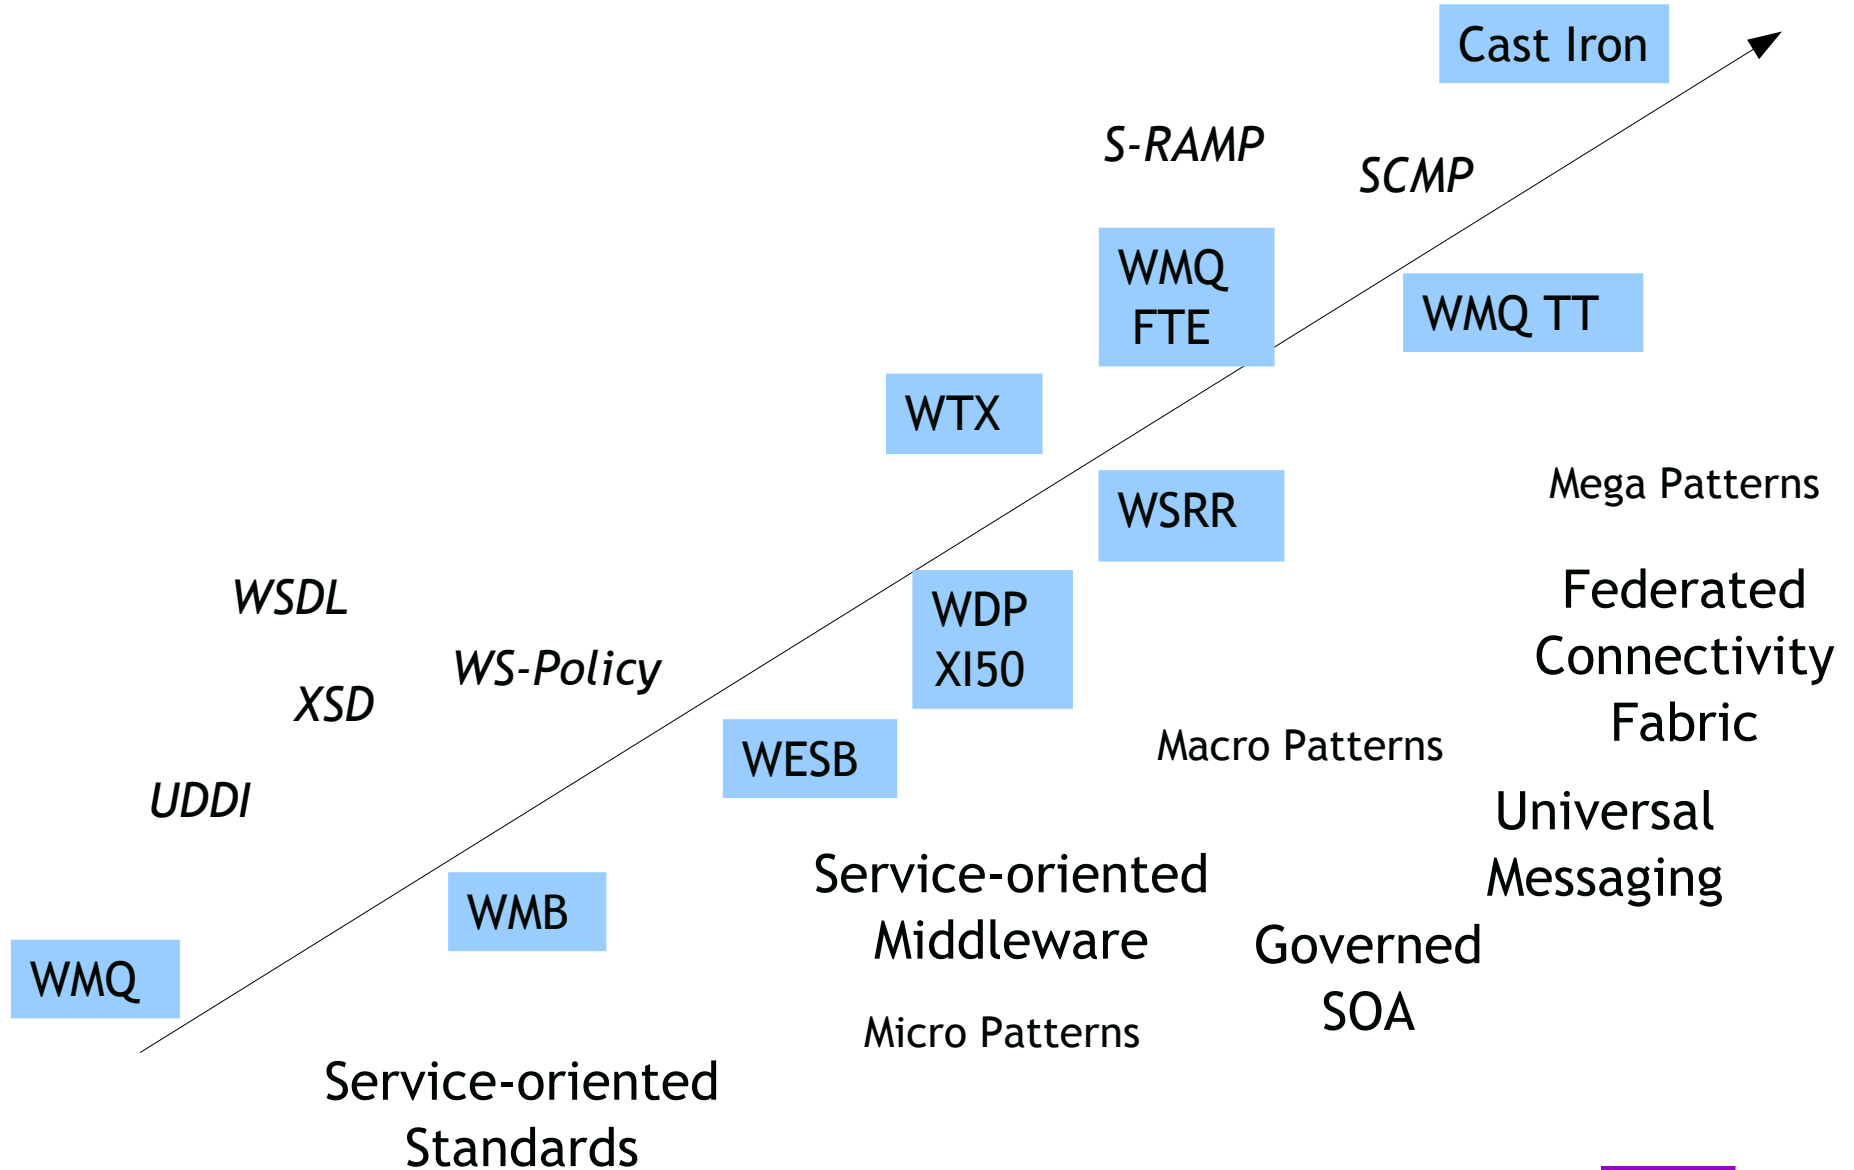 Cast Iron
S-RAMP
SCMP
WMQ
FTE
WMQ TT
WTX
WSRR
Mega Patterns
WSDL
WDP
XI50
Federated
Connectivity
Fabric
WS-Policy
XSD
WESB
Macro Patterns
UDDI
Universal
Messaging
Service-oriented
Middleware
WMB
Governed
SOA
WMQ
Micro Patterns
Service-oriented
Standards